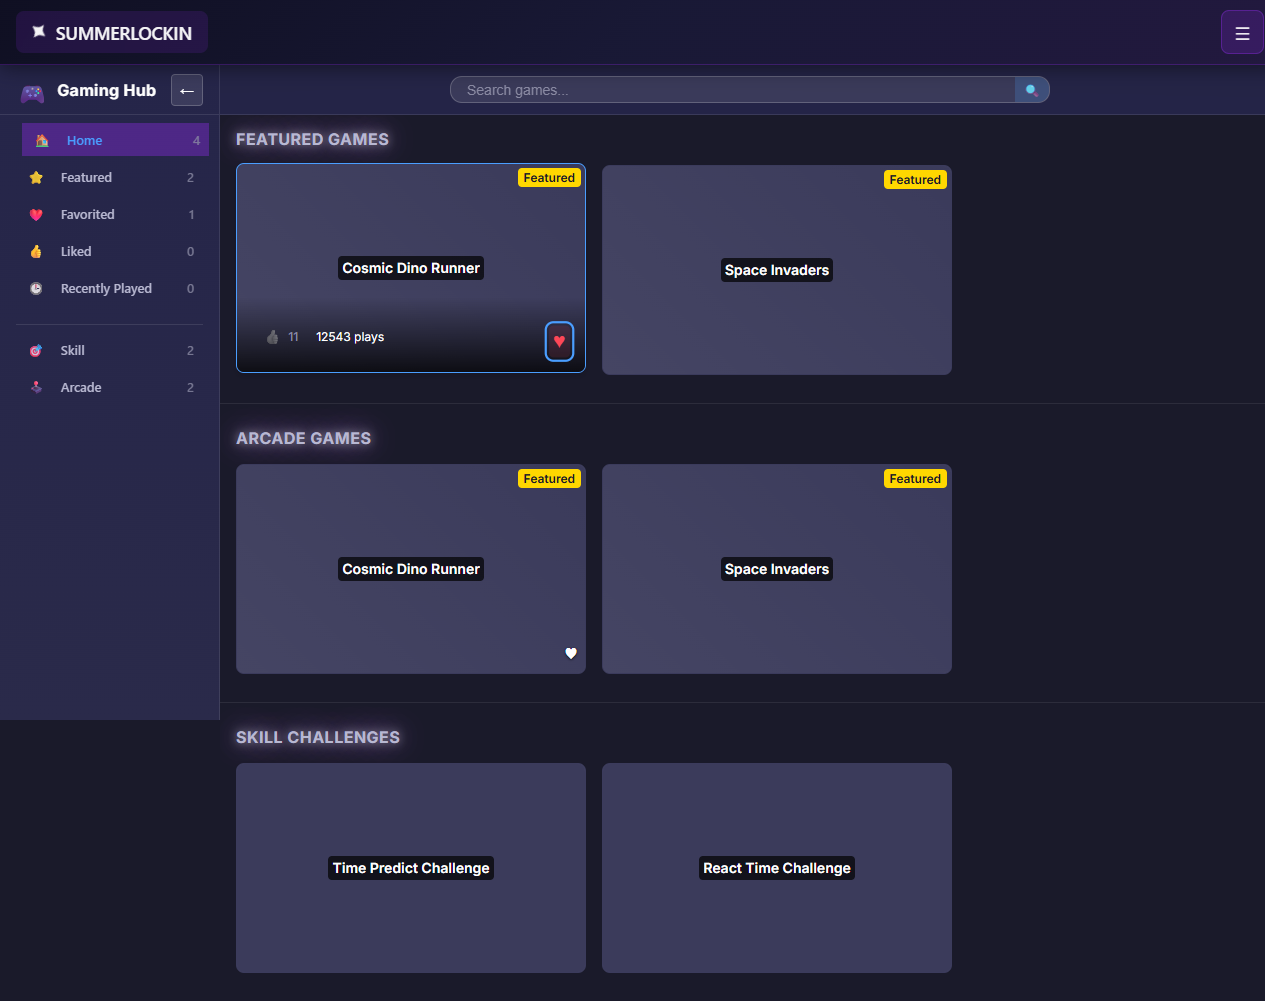 SUMMERLOCKIN
☰
Gaming Hub
←
Search games...
Home 4
Featured 2
Favorited 1
Liked 0
Recently Played 0
Skill 2
Arcade 2
FEATURED GAMES
Featured
Cosmic Dino Runner
11 12543 plays
Featured
Space Invaders
ARCADE GAMES
Featured
Cosmic Dino Runner
Featured
Space Invaders
SKILL CHALLENGES
Time Predict Challenge
React Time Challenge